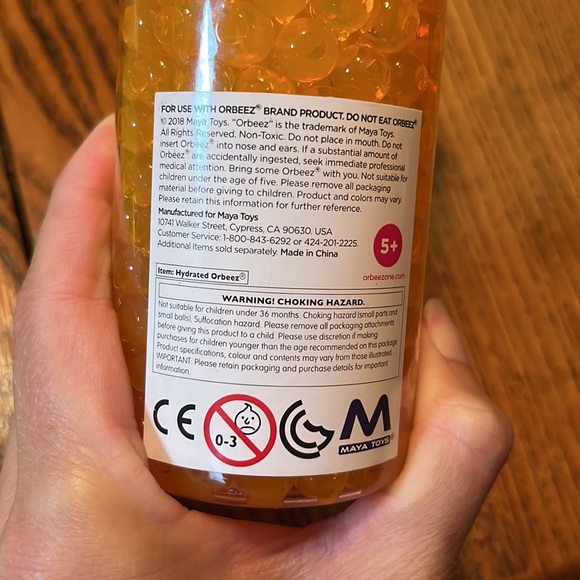 FOR USE WITH ORBEEZ® BRAND PRODUCT. DO NOT EAT ORBEEZ®
© 2018 Maya Toys. "Orbeez" is the trademark of Maya Toys.
All Rights Reserved. Non-Toxic. Do not place in mouth. Do not
insert Orbeez® into nose and ears. If a substantial amount of
Orbeez® are accidentally ingested, seek immediate professional
medical attention. Bring some Orbeez® with you. Not suitable for
children under the age of five. Please remove all packaging
material before giving to children. Product and colors may vary.
Please retain this information for further reference.
Manufactured for Maya Toys
10741 Walker Street, Cypress, CA 90630. USA
Customer Service: 1-800-843-6292 or 424-201-2225.
Additional Items sold separately. Made in China
5+
orbeezone.com
Item: Hydrated Orbeez®
WARNING! CHOKING HAZARD.
Not suitable for children under 36 months. Choking hazard (small parts and
small balls). Suffocation hazard. Please remove all packaging attachments
before giving this product to a child. Please use discretion if making
purchases for children younger than the age recommended on this package
Product specifications, colour and contents may vary from those illustrated.
IMPORTANT: Please retain packaging and purchase details for important
information.
CE
0-3
M
MAYA TOYS®